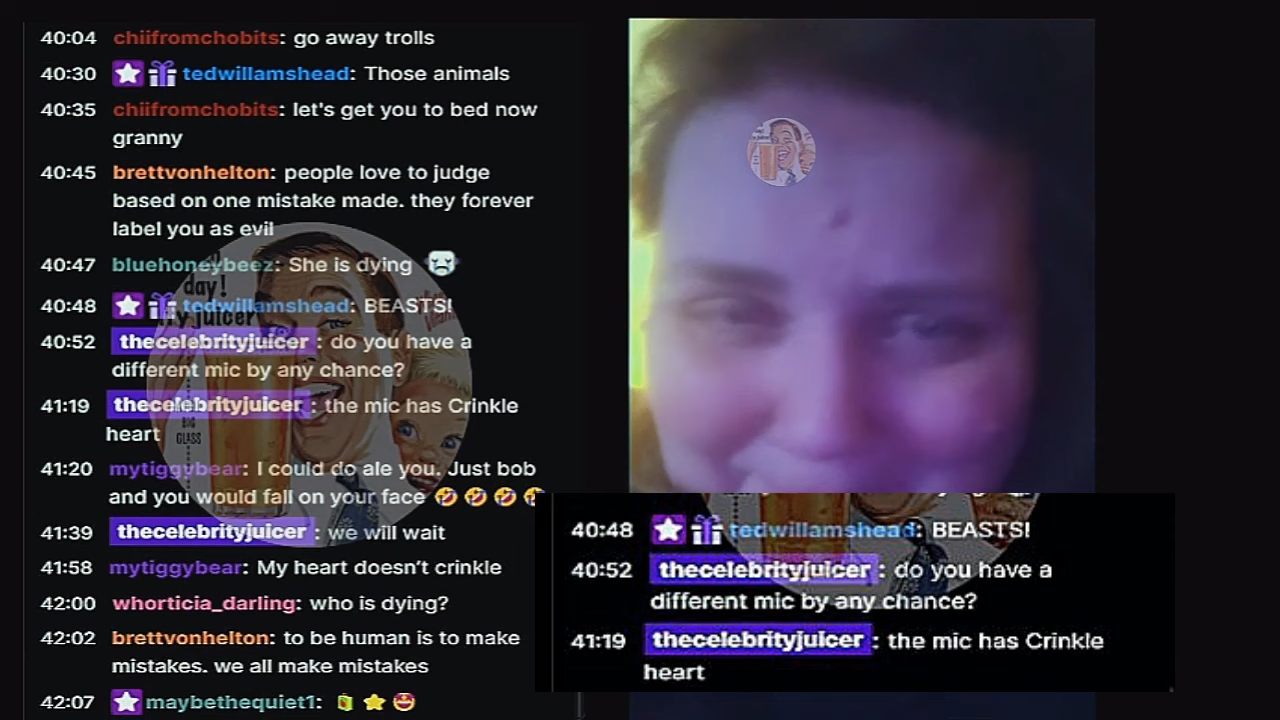 40:04 chiifromchobits: go away trolls
40:30 tedwillamshead: Those animals
40:35 chiifromchobits: let's get you to bed now
granny
40:45 brettvonhelton: people love to judge
based on one mistake made. they forever
label you as evil
40:47 bluehoneybeez: She is dying
40:48 tedwillamshead: BEASTS!
40:52 thecelebrityjuicer : do you have a
different mic by any chance?
41:19 thecelebrityjuicer : the mic has Crinkle
heart
41:20 mytiggybear: I could do ale you. Just bob
and you would fall on your face 🤣 🤣 🤣 🤣
41:39 thecelebrityjuicer : we will wait
41:58 mytiggybear: My heart doesn't crinkle
42:00 whorticia_darling: who is dying?
42:02 brettvonhelton: to be human is to make
mistakes. we all make mistakes
42:07 maybethequiet1: 🧃 ⭐ 🤩
day!
juicer
BIG
GLASS
40:48 tedwillamshead: BEASTS!
40:52 thecelebrityjuicer : do you have a
different mic by any chance?
41:19 thecelebrityjuicer : the mic has Crinkle
heart